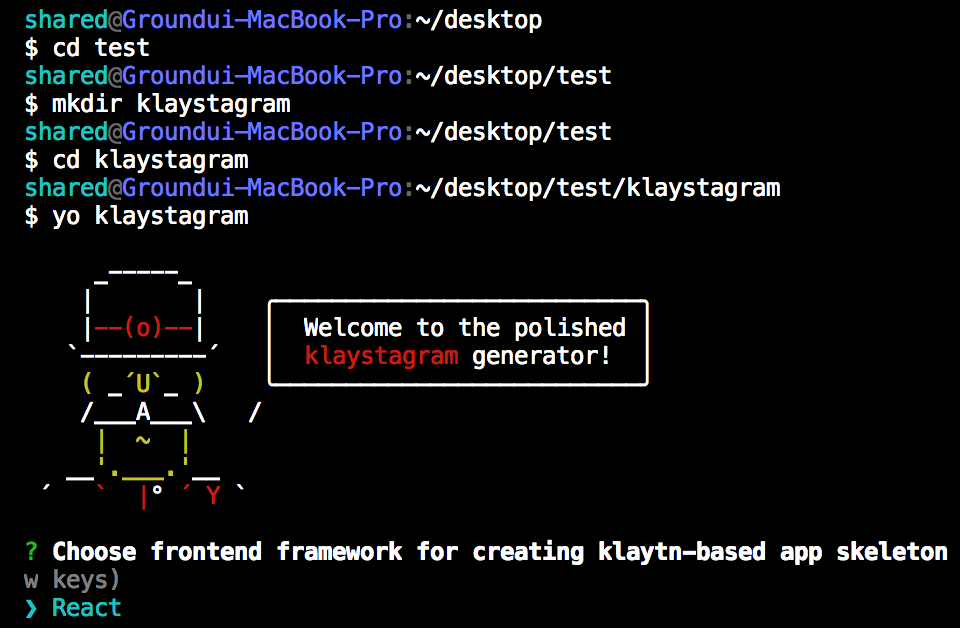 shared@Groundui-MacBook-Pro:~/desktop
$ cd test
shared@Groundui-MacBook-Pro:~/desktop/test
$ mkdir klaystagram
shared@Groundui-MacBook-Pro:~/desktop/test
$ cd klaystagram
shared@Groundui-MacBook-Pro:~/desktop/test/klaystagram
$ yo klaystagram
     _-----_
    |       |    ╭──────────────────────────╮
    |--(o)--|    │  Welcome to the polished │
   `---------´   │  klaystagram generator!  │
    ( _´U`_ )    ╰──────────────────────────╯
    /___A___\   /
     |  ~  |
   __'.___.'__
 ´   `  |° ´ Y `
? Choose frontend framework for creating klaytn-based app skeleton
w keys)
❯ React